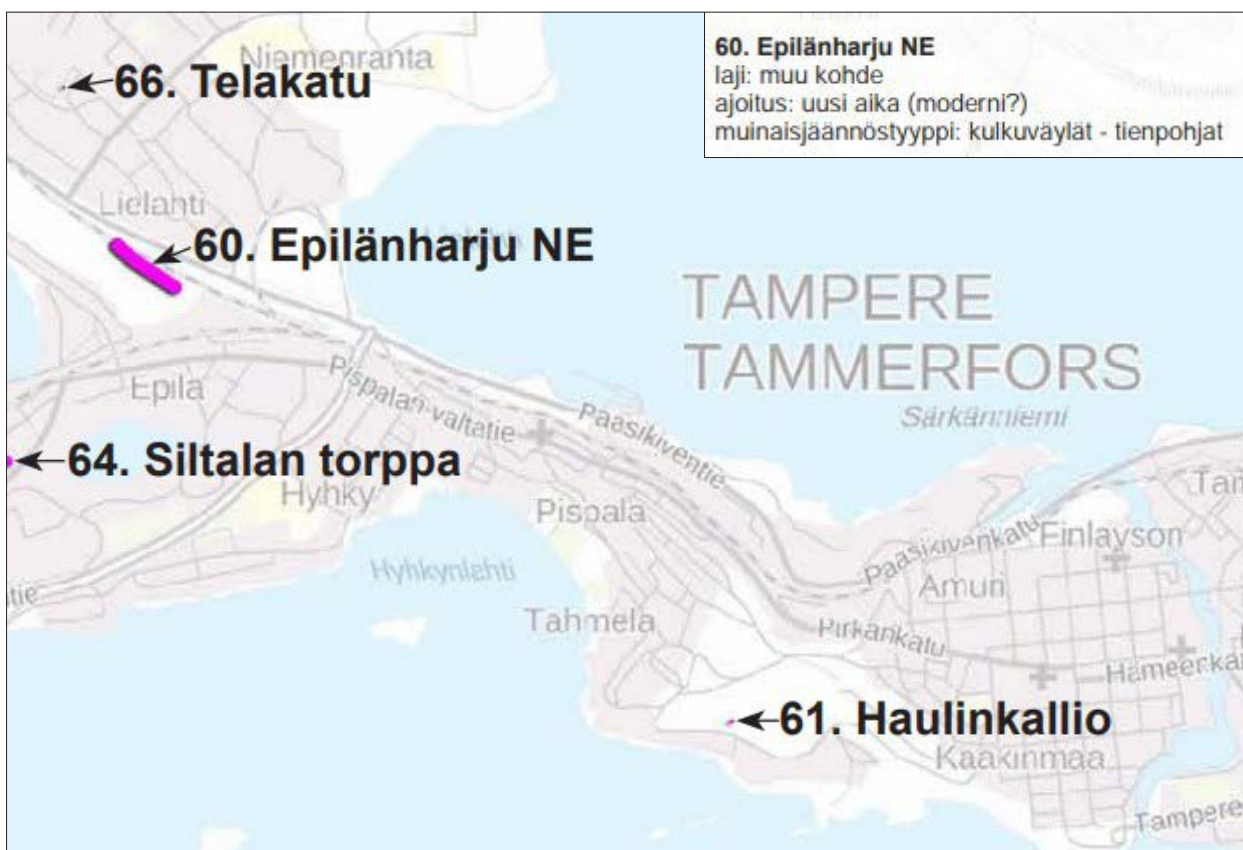 60. Epilänharju NE
laji: muu kohde
ajoitus: uusi aika (moderni?)
muinaisjäännöstyyppi: kulkuväylät - tienpohjat
Niemenranta
66. Telakatu
Lielahti
60. Epilänharju NE
TAMPERE
TAMMERFORS
Särkänniemi
Epila
Pispalan valtatie
Paasikiventie
64. Siltalan torppa
Hyhky
Pispala
Paasikivenkatu
Finlayson
Hyhkynlahti
Amuri
Tahmela
Pirkankatu
61. Haulinkallio
Kaakinmaa
Tampere